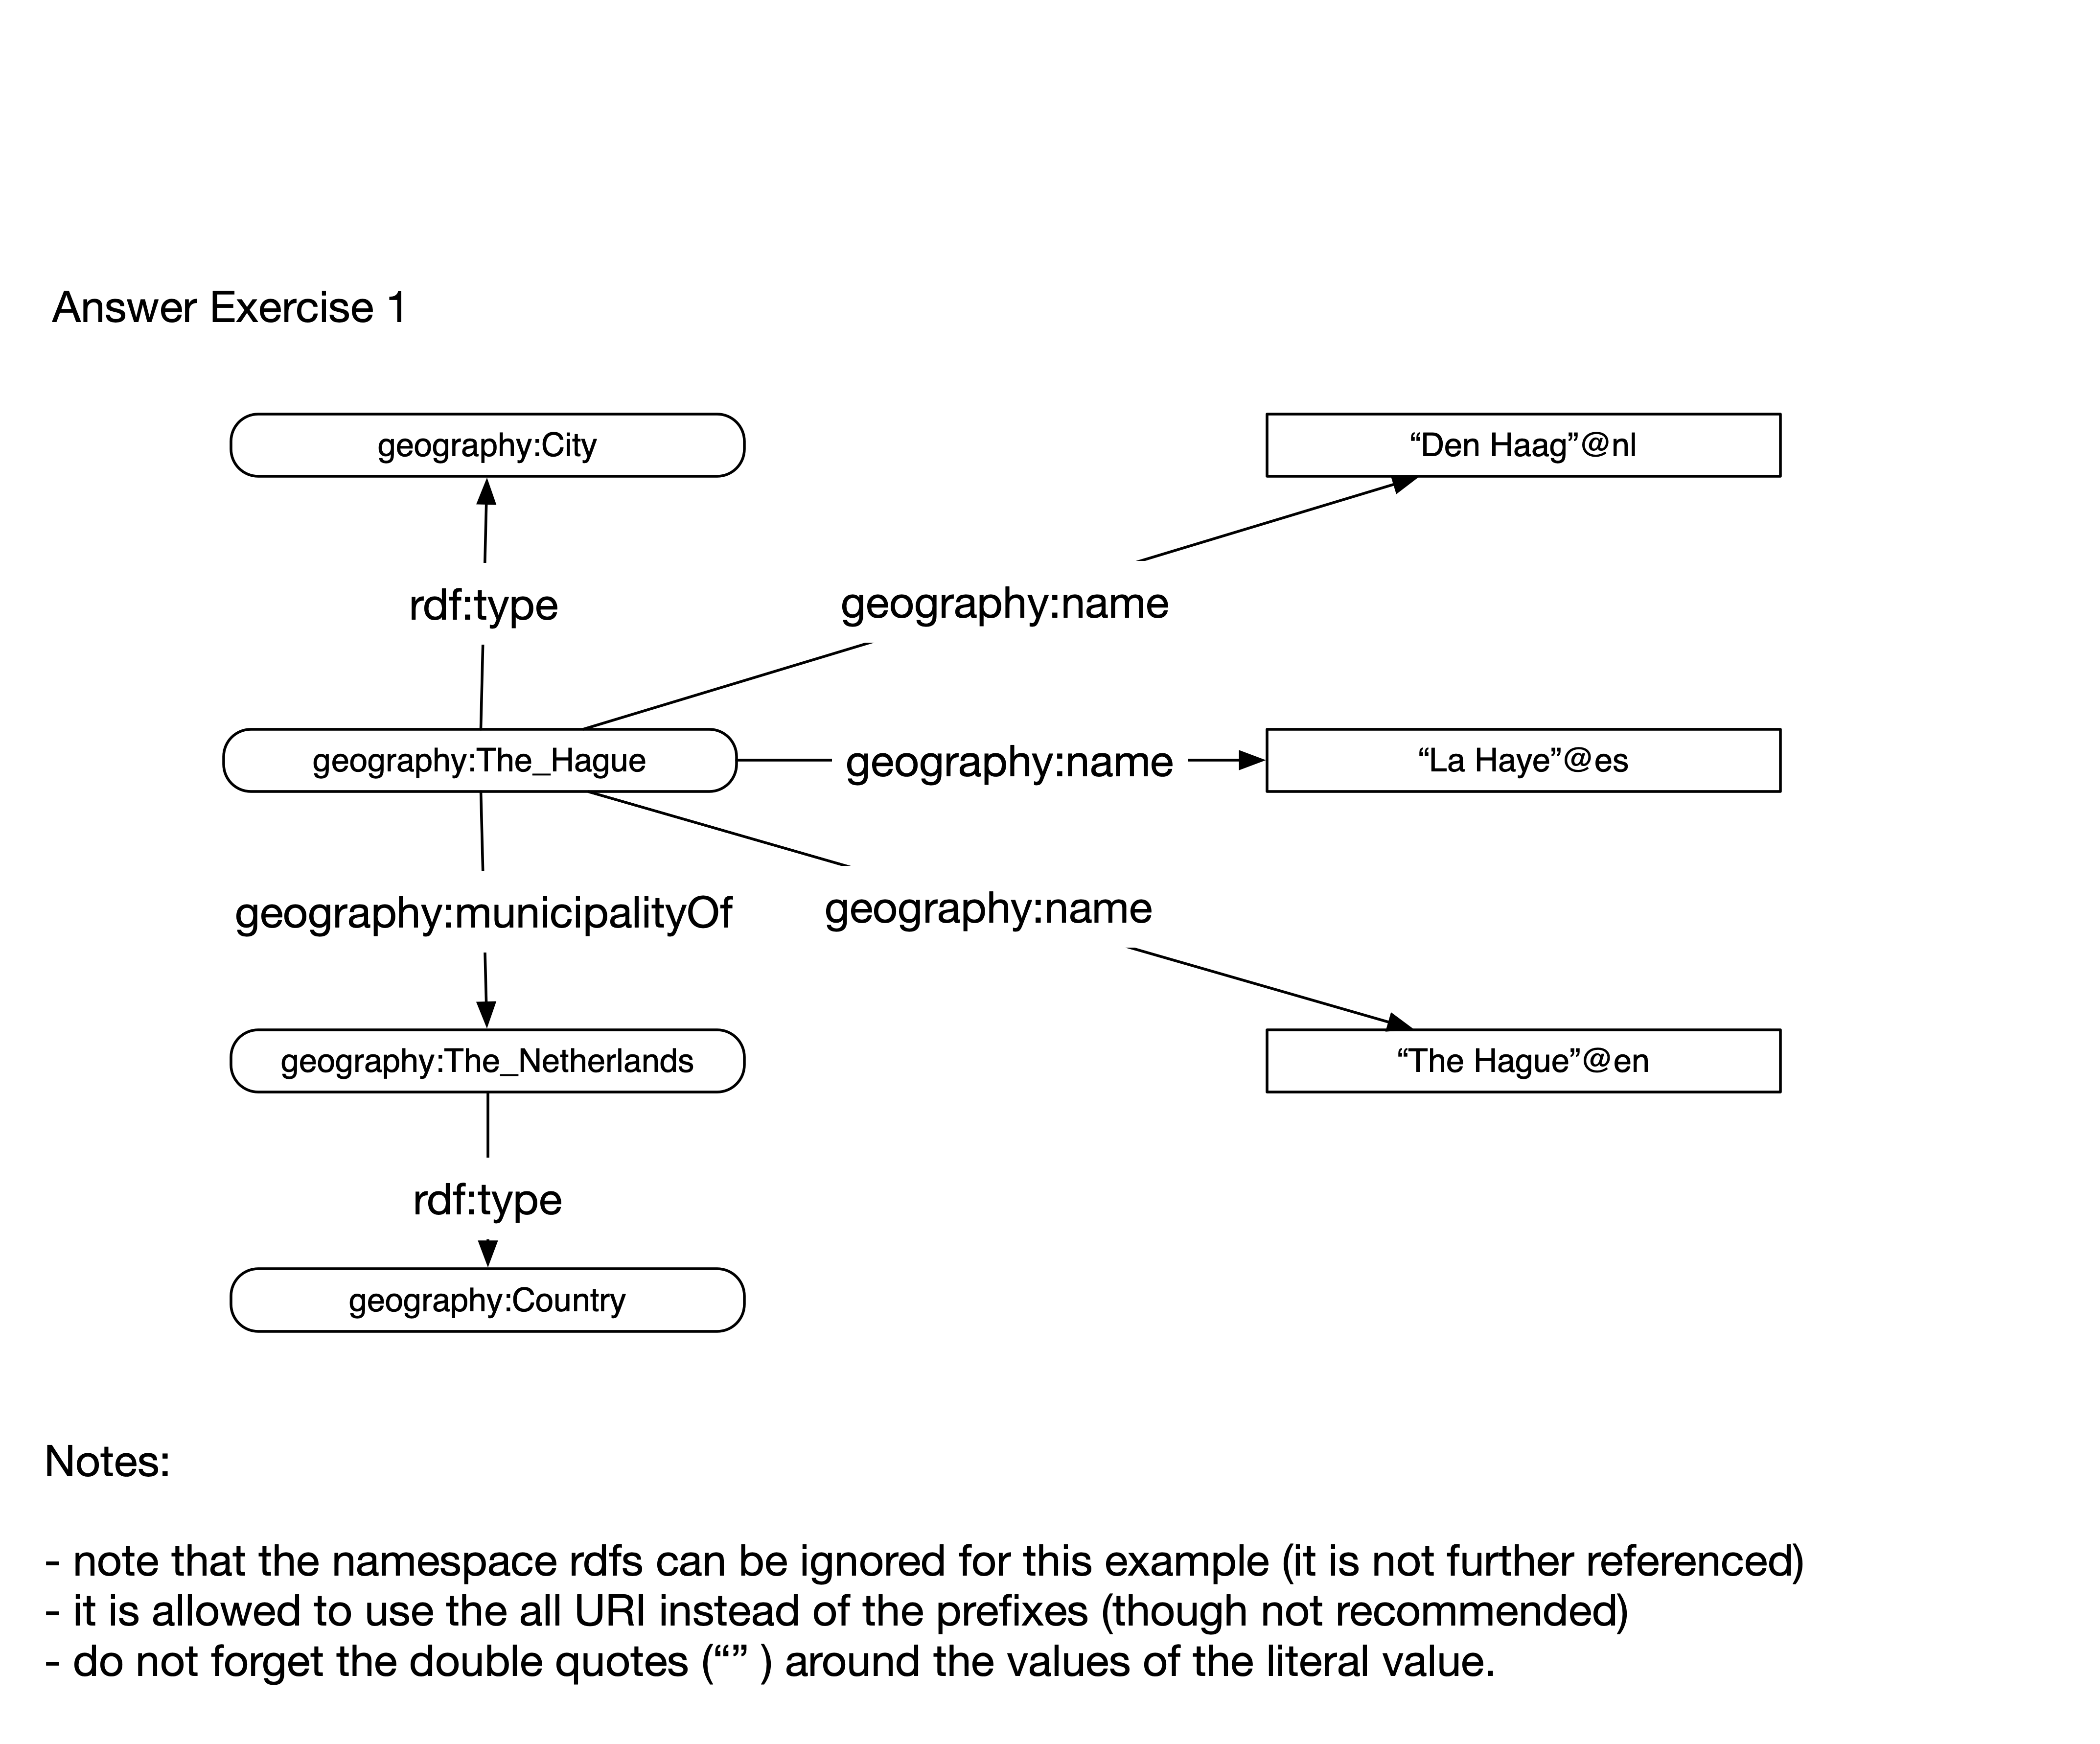 Answer Exercise 1
geography:City
“Den Haag”@nl
rdf:type
geography:name
geography:The_Hague
geography:name
“La Haye”@es
geography:municipalityOf
geography:name
geography:The_Netherlands
“The Hague”@en
rdf:type
geography:Country
Notes:
- note that the namespace rdfs can be ignored for this example (it is not further referenced)
- it is allowed to use the all URI instead of the prefixes (though not recommended)
- do not forget the double quotes (“” ) around the values of the literal value.